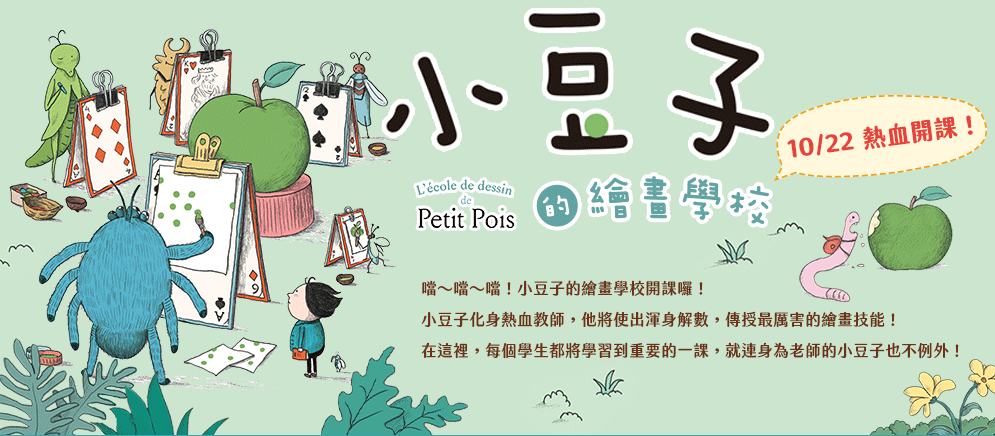 小豆子
10/22 熱血開課！
L'école de dessin
de
Petit Pois
的繪畫學校
噹～噹～噹！小豆子的繪畫學校開課囉！
小豆子化身熱血教師，他將使出渾身解數，傳授最厲害的繪畫技能！
在這裡，每個學生都將學習到重要的一課，就連身為老師的小豆子也不例外！